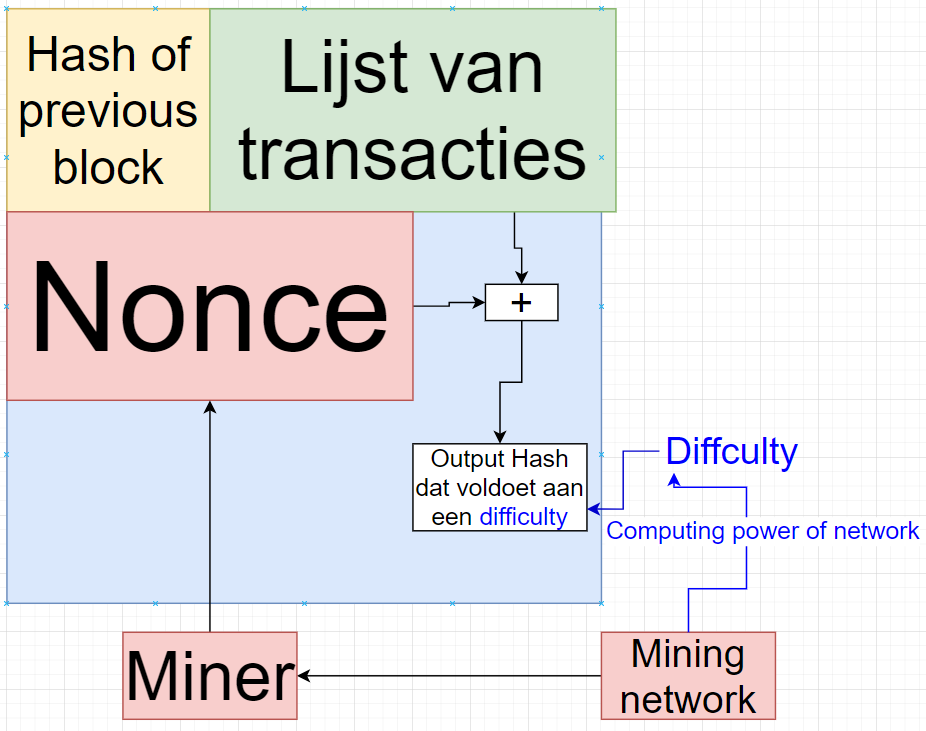 Hash of
previous
block
Lijst van
transacties
Nonce
+
Output Hash
dat voldoet aan
een difficulty
Diffculty
Computing power of network
Miner
Mining
network